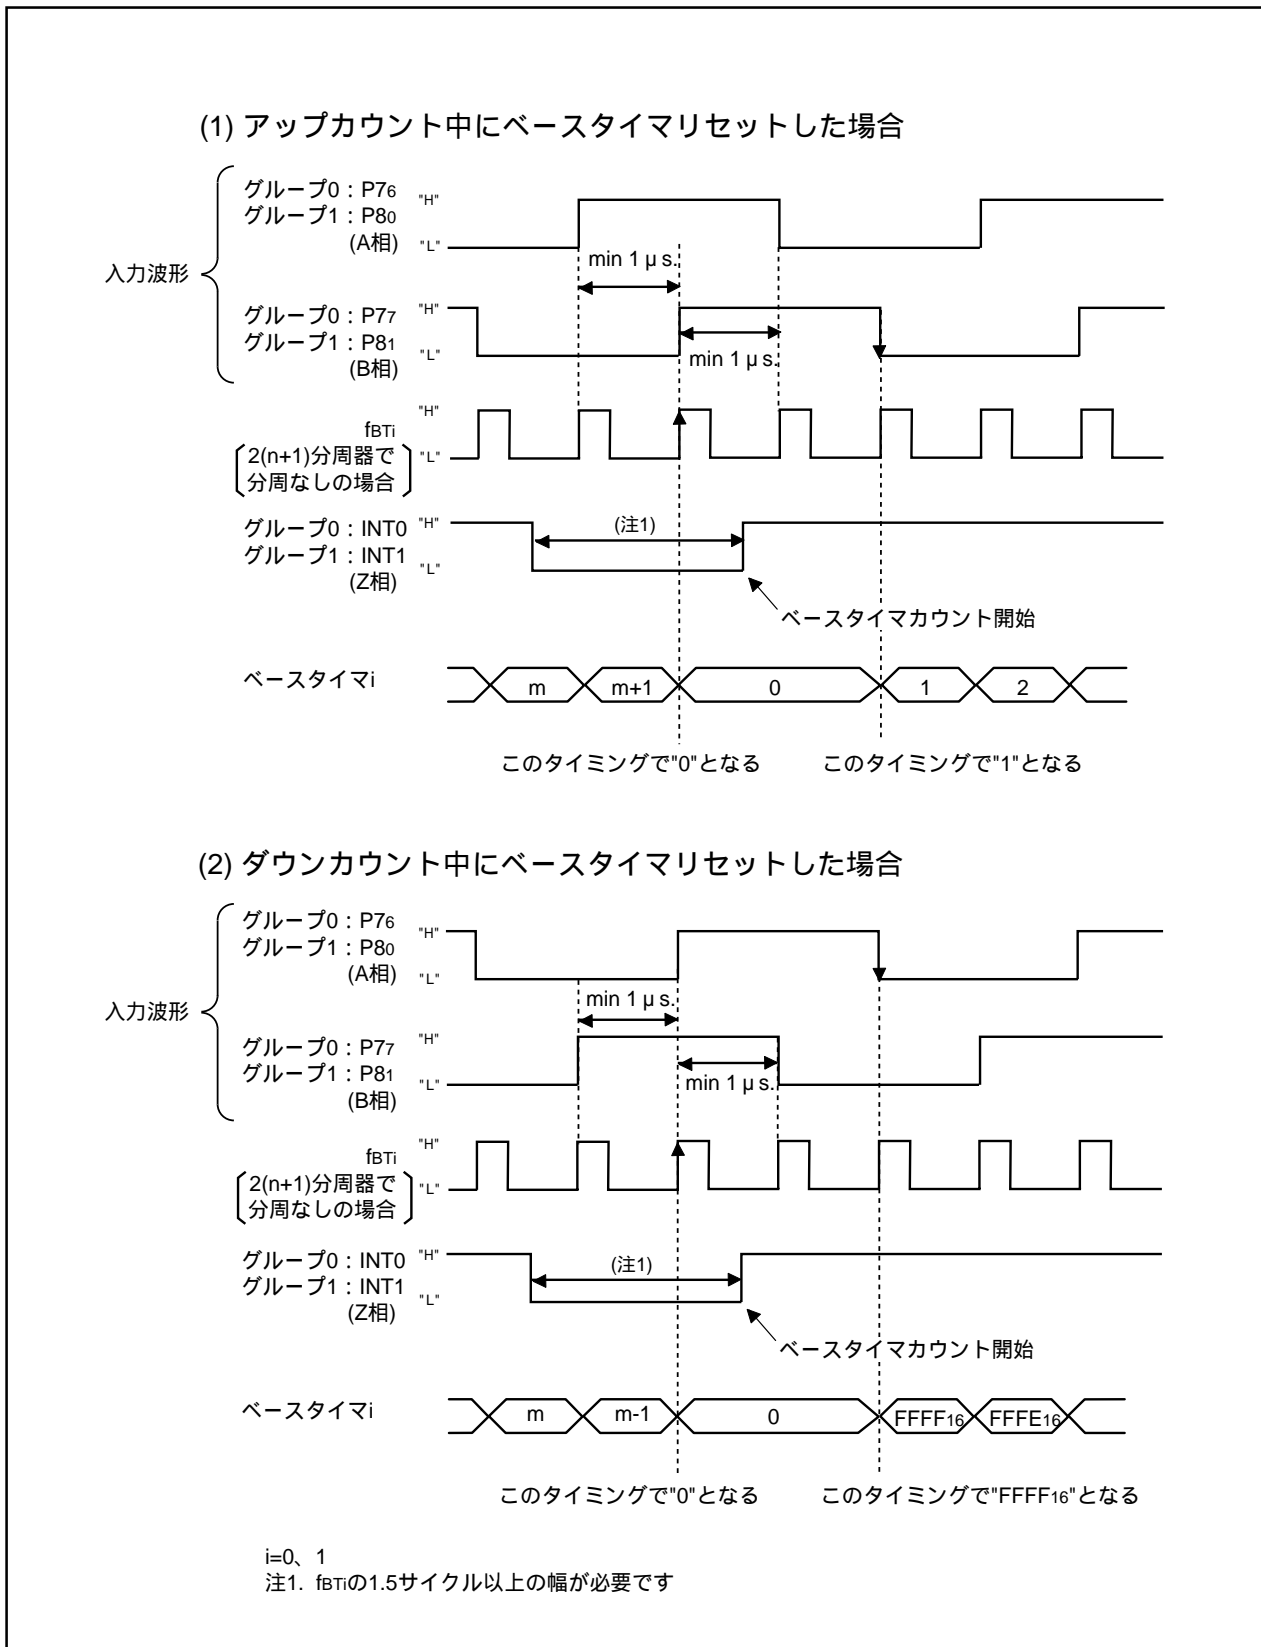 (1) アップカウント中にベースタイマリセットした場合
入力波形
グループ0：P76
グループ1：P80
(A相)
"H"
"L"
min 1 μ s.
グループ0：P77
グループ1：P81
(B相)
"H"
"L"
min 1 μ s.
fBTi
2(n+1)分周器で
分周なしの場合
"H"
"L"
グループ0：INT0
グループ1：INT1
(Z相)
"H"
"L"
(注1)
ベースタイマカウント開始
ベースタイマi
m m+1 0 1 2
このタイミングで"0"となる このタイミングで"1"となる
(2) ダウンカウント中にベースタイマリセットした場合
入力波形
グループ0：P76
グループ1：P80
(A相)
"H"
"L"
min 1 μ s.
グループ0：P77
グループ1：P81
(B相)
"H"
"L"
min 1 μ s.
fBTi
2(n+1)分周器で
分周なしの場合
"H"
"L"
グループ0：INT0
グループ1：INT1
(Z相)
"H"
"L"
(注1)
ベースタイマカウント開始
ベースタイマi
m m-1 0 FFFF16 FFFE16
このタイミングで"0"となる このタイミングで"FFFF16"となる
i=0、1
注1. fBTiの1.5サイクル以上の幅が必要です